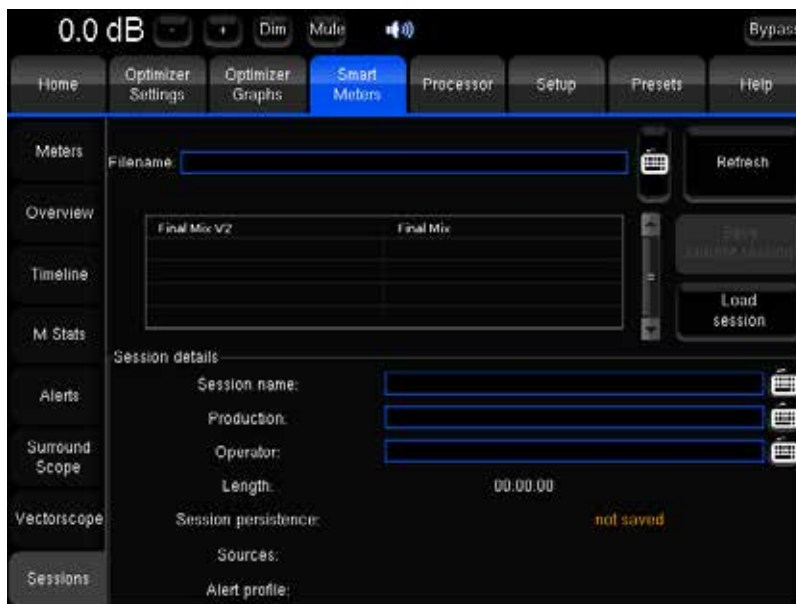 0.0 dB - + Dim Mute Bypass
Home Optimizer Settings Optimizer Graphs Smart Meters Processor Setup Presets Help
Meters
Overview
Timeline
M Stats
Alerts
Surround Scope
Vectorscope
Sessions
Filename:
Refresh
Final Mix V2 Final Mix
Save
session
Load session
Session details
Session name:
Production:
Operator:
Length: 00:00:00
Session persistence: not saved
Sources:
Alert profile: